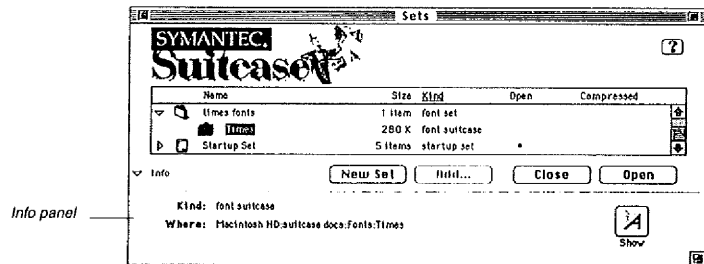 Sets
SYMANTEC.
Suitcase
?
Name Size Kind Open Compressed
times fonts 1 item font set
Times 280 K font suitcase
Startup Set 5 items startup set •
Info New Set Add... Close Open
Info panel
Kind: font suitcase
Where: Macintosh HD:suitcase docs:Fonts:Times
A
Show